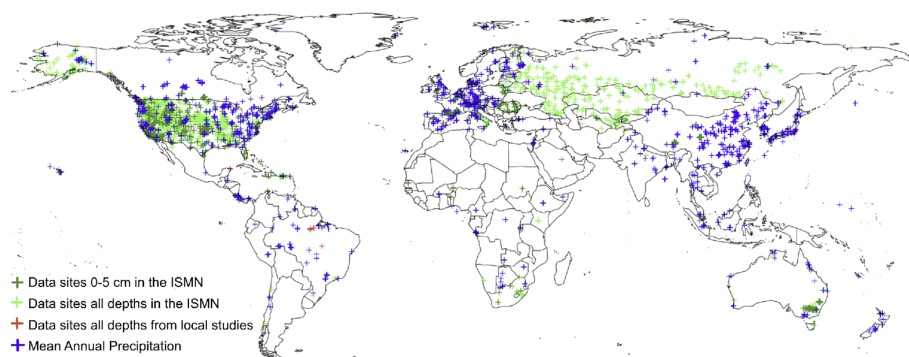 Data sites 0-5 cm in the ISMN
Data sites all depths in the ISMN
Data sites all depths from local studies
Mean Annual Precipitation